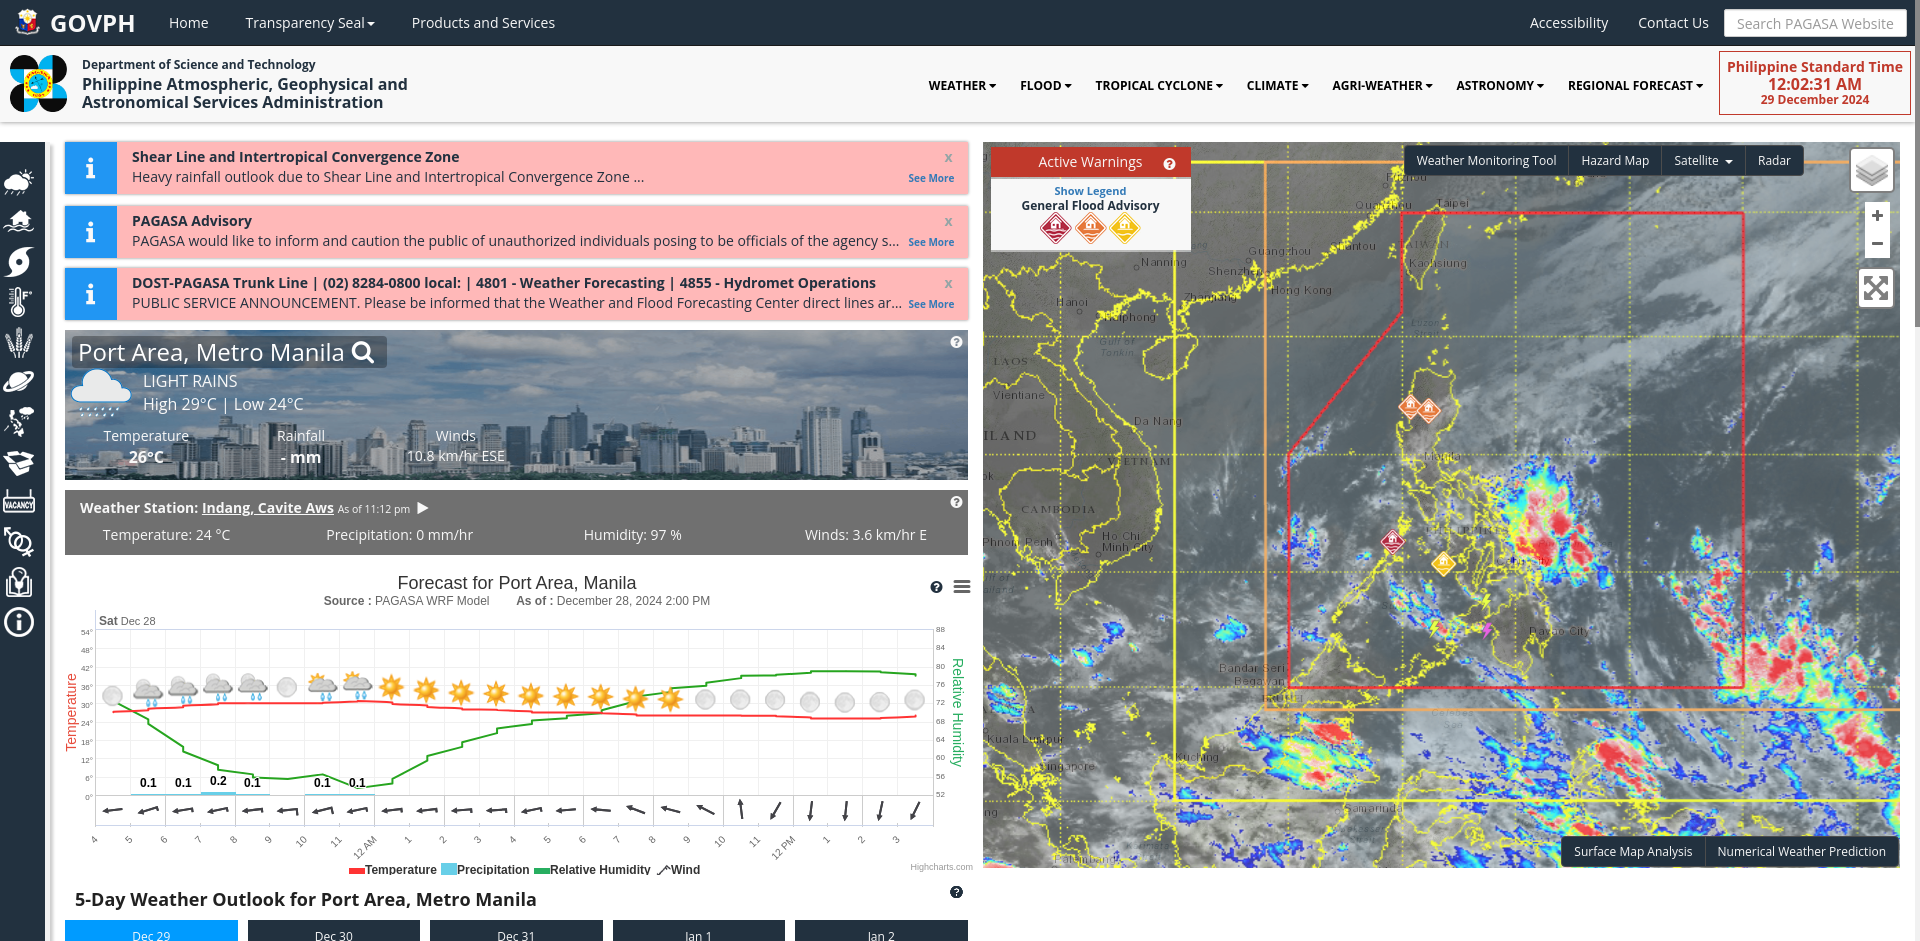 GOVPH
Home
Transparency Seal
Products and Services
Accessibility
Contact Us
Search PAGASA Website
Department of Science and Technology
Philippine Atmospheric, Geophysical and
Astronomical Services Administration
WEATHER
FLOOD
TROPICAL CYCLONE
CLIMATE
AGRI-WEATHER
ASTRONOMY
REGIONAL FORECAST
Philippine Standard Time
12:02:31 AM
29 December 2024
Shear Line and Intertropical Convergence Zone
x
Heavy rainfall outlook due to Shear Line and Intertropical Convergence Zone ...
See More
PAGASA Advisory
x
PAGASA would like to inform and caution the public of unauthorized individuals posing to be officials of the agency s...
See More
DOST-PAGASA Trunk Line | (02) 8284-0800 local: | 4801 - Weather Forecasting | 4855 - Hydromet Operations
x
PUBLIC SERVICE ANNOUNCEMENT. Please be informed that the Weather and Flood Forecasting Center direct lines ar...
See More
VACANCY
Port Area, Metro Manila
LIGHT RAINS
High 29°C | Low 24°C
Temperature
Rainfall
Winds
26°C
- mm
10.8 km/hr ESE
Weather Station: Indang, Cavite Aws As of 11:12 pm
Temperature: 24 °C
Precipitation: 0 mm/hr
Humidity: 97 %
Winds: 3.6 km/hr E
Forecast for Port Area, Manila
Source : PAGASA WRF Model As of : December 28, 2024 2:00 PM
Sat Dec 28
54°
48°
42°
36°
30°
24°
18°
12°
6°
0°
Temperature
88
84
80
76
72
68
64
60
56
52
Relative Humidity
0.1
0.1
0.2
0.1
0.1
0.1
4
5
6
7
8
9
10
11
12 AM
1
2
3
4
5
6
7
8
9
10
11
12 PM
1
2
3
Temperature
Precipitation
Relative Humidity
Wind
Highcharts.com
5-Day Weather Outlook for Port Area, Metro Manila
Dec 29
Dec 30
Dec 31
Jan 1
Jan 2
Active Warnings
Show Legend
General Flood Advisory
Weather Monitoring Tool
Hazard Map
Satellite
Radar
+
−
Taipei
TAIWAN
Kaohsiung
Guangzhou
Shantou
Shenzhen
Hong Kong
Nanning
Zhanjiang
Hanoi
Haiphong
Gulf of
Tonkin
LAOS
Vientiane
Da Nang
VIETNAM
CAMBODIA
Phnom Penh
Ho Chi
Minh City
Luzon
Manila
Davao City
Bandar Seri
Begawan
Kuala Lumpur
Singapore
Kuching
Samarinda
Palembang
Surface Map Analysis
Numerical Weather Prediction